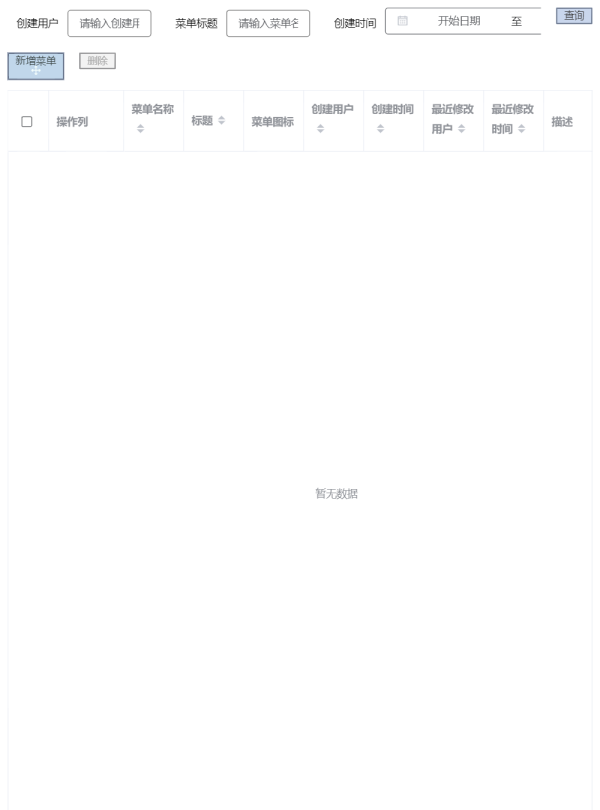 创建用户 请输入创建用 菜单标题 请输入菜单名 创建时间 开始日期 至 查询
新增菜单 删除
操作列 菜单名称 标题 菜单图标 创建用户 创建时间 最近修改用户 最近修改时间 描述
暂无数据